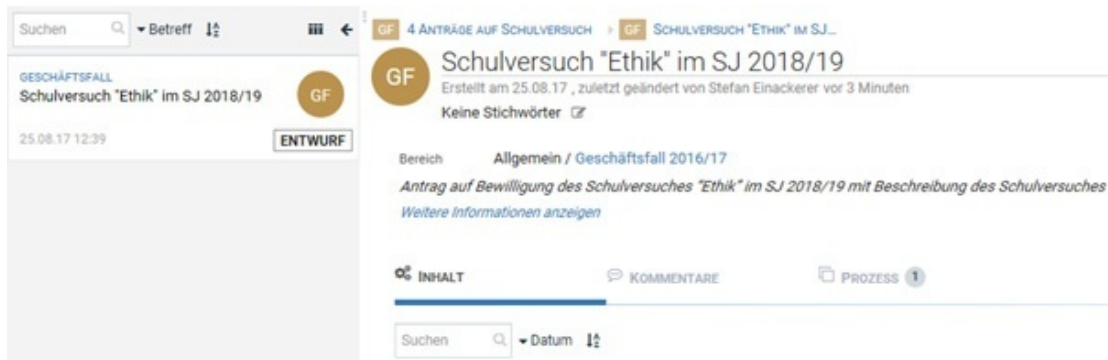 Suchen
Betreff
GESCHÄFTSFALL
Schulversuch "Ethik" im SJ 2018/19
GF
25.08.17 12:39
ENTWURF
GF 4 ANTRÄGE AUF SCHULVERSUCH GF SCHULVERSUCH "ETHIK" IM SJ...
GF
Schulversuch "Ethik" im SJ 2018/19
Erstellt am 25.08.17 , zuletzt geändert von Stefan Einackerer vor 3 Minuten
Keine Stichwörter
Bereich Allgemein / Geschäftsfall 2016/17
Antrag auf Bewilligung des Schulversuches "Ethik" im SJ 2018/19 mit Beschreibung des Schulversuches
Weitere Informationen anzeigen
INHALT KOMMENTARE PROZESS 1
Suchen Datum